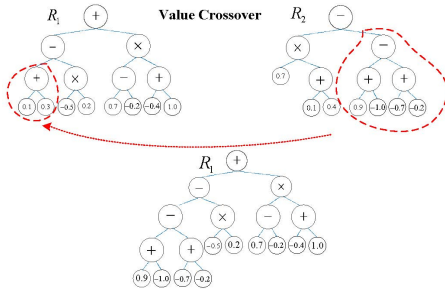 R1 + Value Crossover R2 −
− × × −
+ × − + 0.7 + + +
0.1 0.3 −0.5 0.2 0.7 −0.2 −0.4 1.0 0.1 0.4 0.9 −1.0 −0.7 −0.2
R1 +
− ×
− × − +
+ + −0.5 0.2 0.7 −0.2 −0.4 1.0
0.9 −1.0 −0.7 −0.2